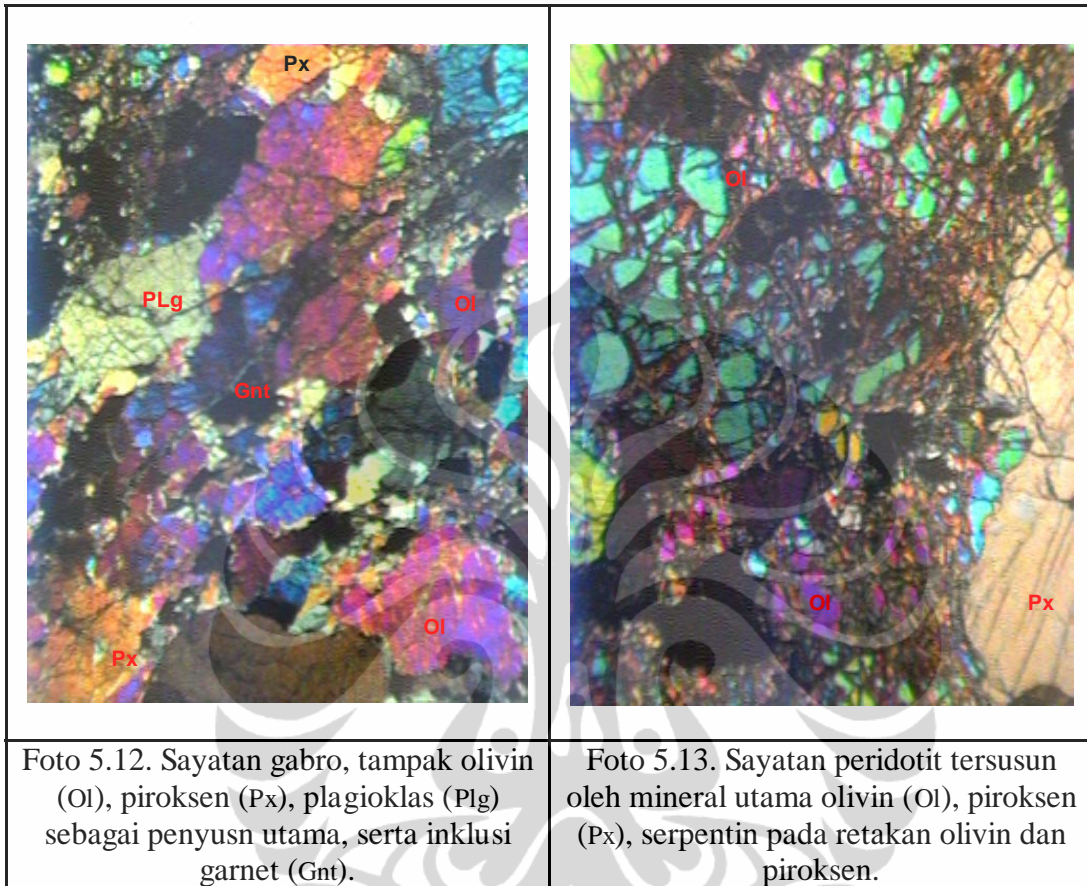 Px
PLg
Ol
Gnt
Ol
Px
Ol
Ol
Px
Foto 5.12. Sayatan gabro, tampak olivin
(Ol), piroksen (Px), plagioklas (Plg)
sebagai penyusn utama, serta inklusi
garnet (Gnt).
Foto 5.13. Sayatan peridotit tersusun
oleh mineral utama olivin (Ol), piroksen
(Px), serpentin pada retakan olivin dan
piroksen.